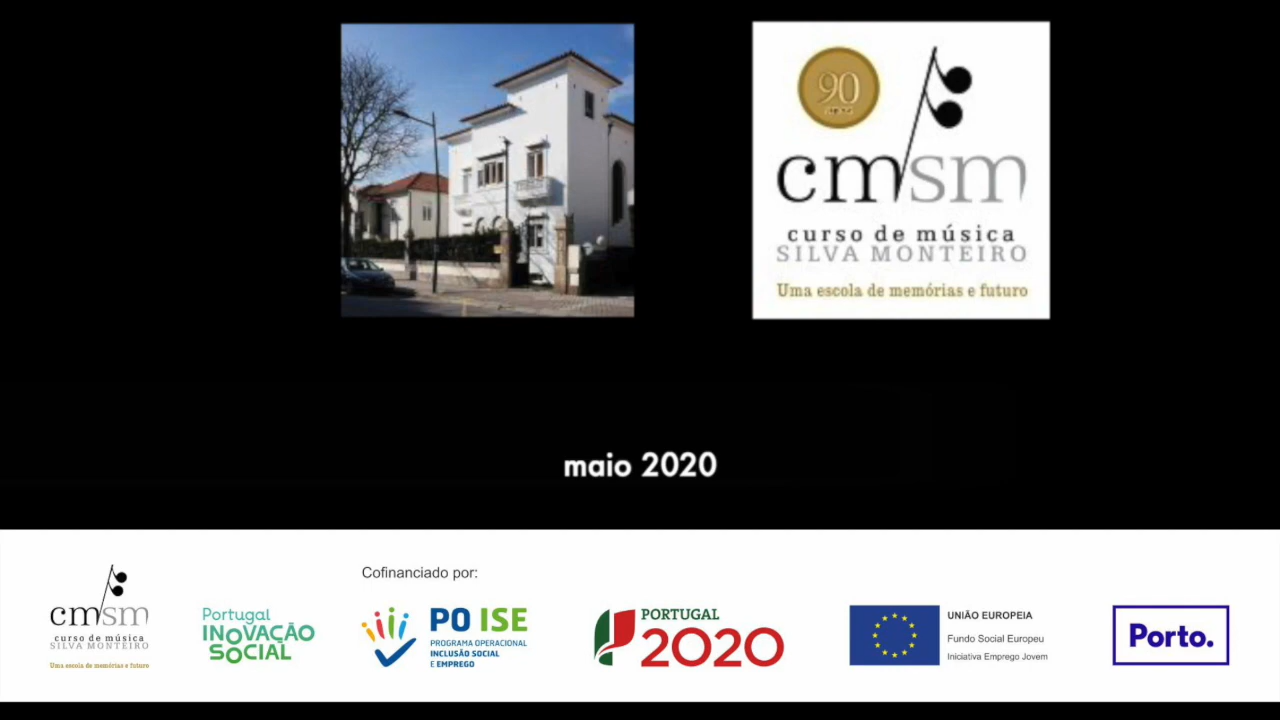 90
cmsm
curso de música
SILVA MONTEIRO
Uma escola de memórias e futuro
maio 2020
Cofinanciado por:
cmsm
curso de música
SILVA MONTEIRO
Uma escola de memórias e futuro
Portugal
INOVAÇÃO
SOCIAL
PO ISE
PROGRAMA OPERACIONAL
INCLUSÃO SOCIAL
E EMPREGO
PORTUGAL
2020
UNIÃO EUROPEIA
Fundo Social Europeu
Iniciativa Emprego Jovem
Porto.